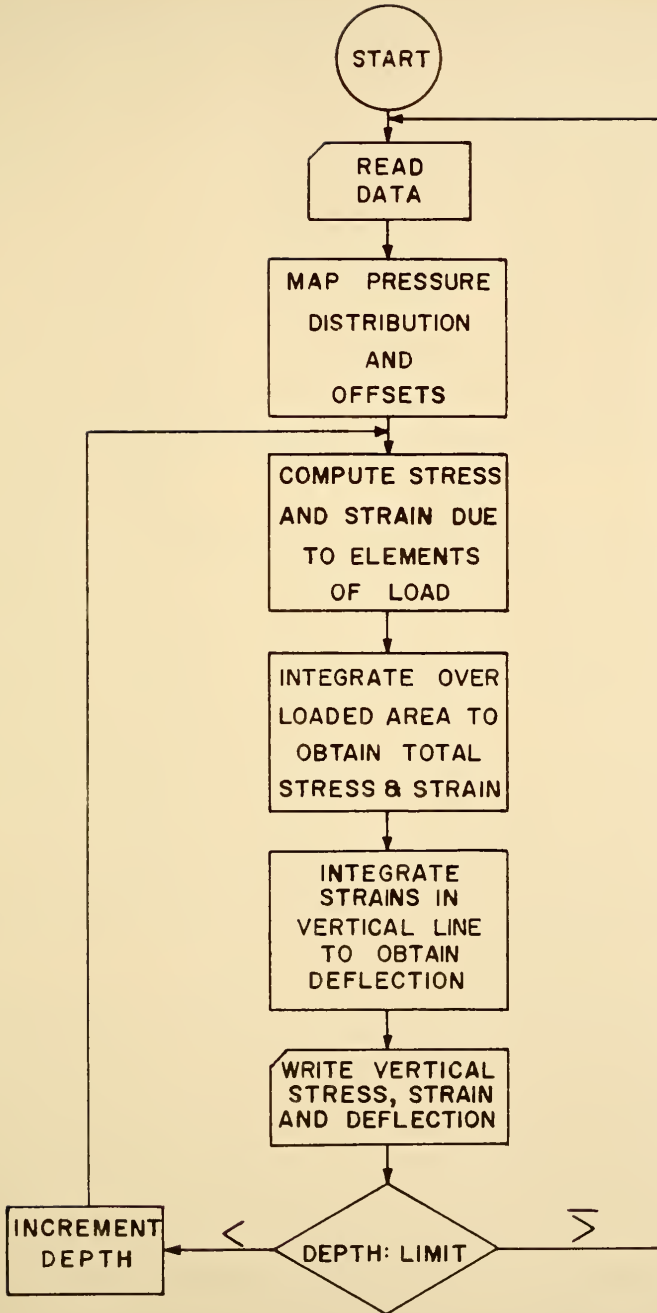 START
READ
DATA
MAP PRESSURE
DISTRIBUTION
AND
OFFSETS
COMPUTE STRESS
AND STRAIN DUE
TO ELEMENTS
OF LOAD
INTEGRATE OVER
LOADED AREA TO
OBTAIN TOTAL
STRESS & STRAIN
INTEGRATE
STRAINS IN
VERTICAL LINE
TO OBTAIN
DEFLECTION
WRITE VERTICAL
STRESS, STRAIN
AND DEFLECTION
INCREMENT
DEPTH
<
DEPTH: LIMIT
>̅